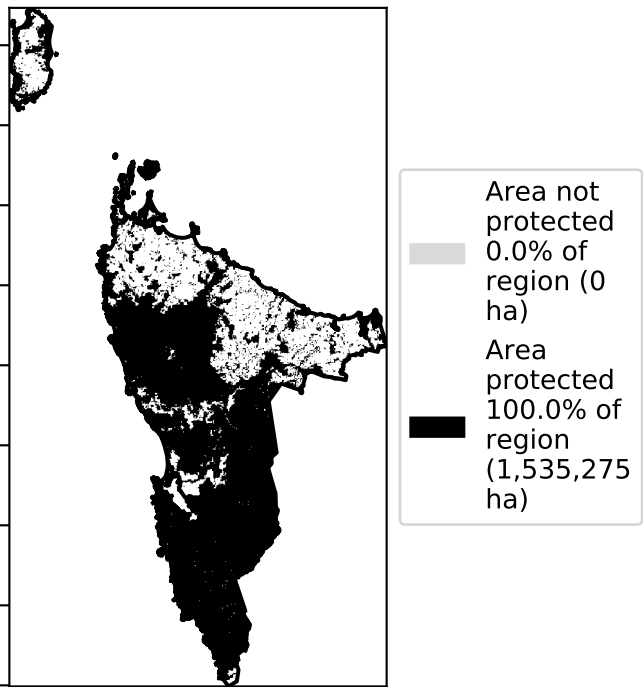 Area not
protected
0.0% of
region (0
ha)
Area
protected
100.0% of
region
(1,535,275
ha)